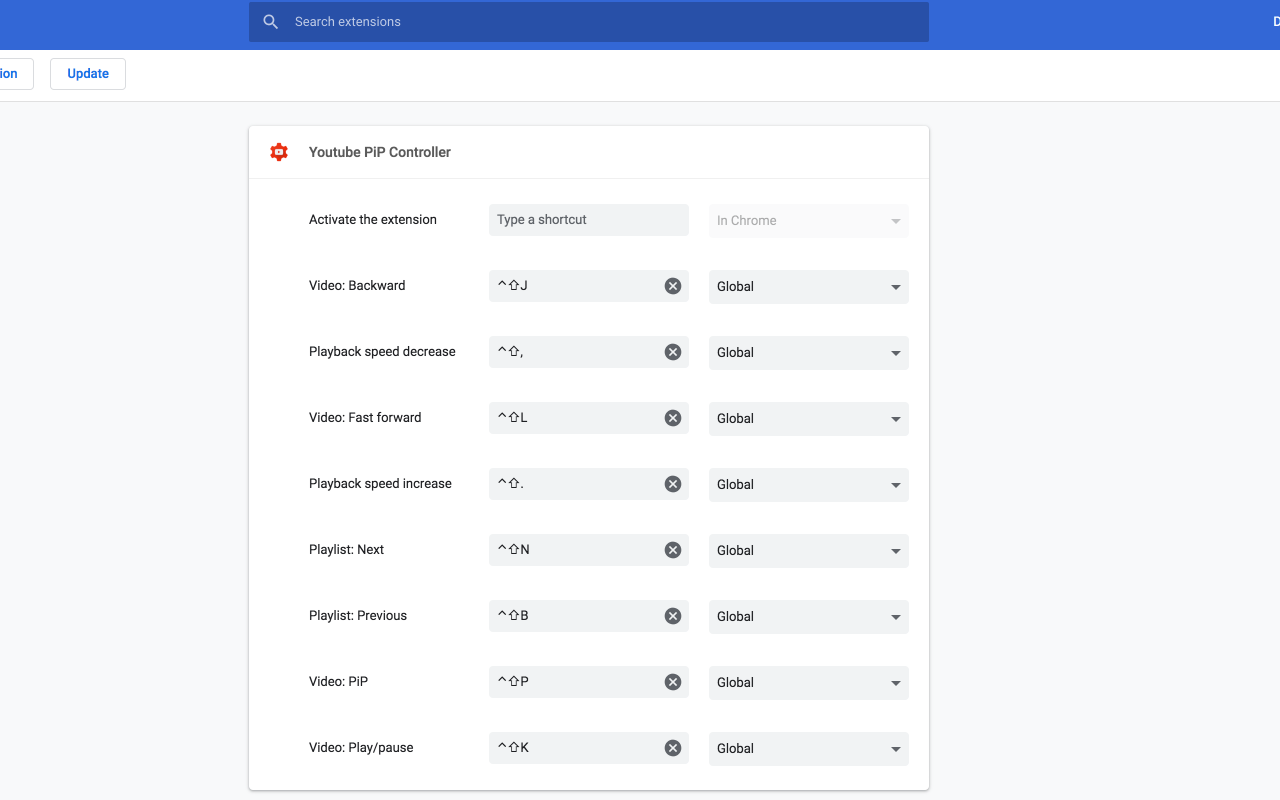 Search extensions
D
ion
Update
Youtube PiP Controller
Activate the extension Type a shortcut In Chrome
Video: Backward ^⇧J Global
Playback speed decrease ^⇧, Global
Video: Fast forward ^⇧L Global
Playback speed increase ^⇧. Global
Playlist: Next ^⇧N Global
Playlist: Previous ^⇧B Global
Video: PiP ^⇧P Global
Video: Play/pause ^⇧K Global